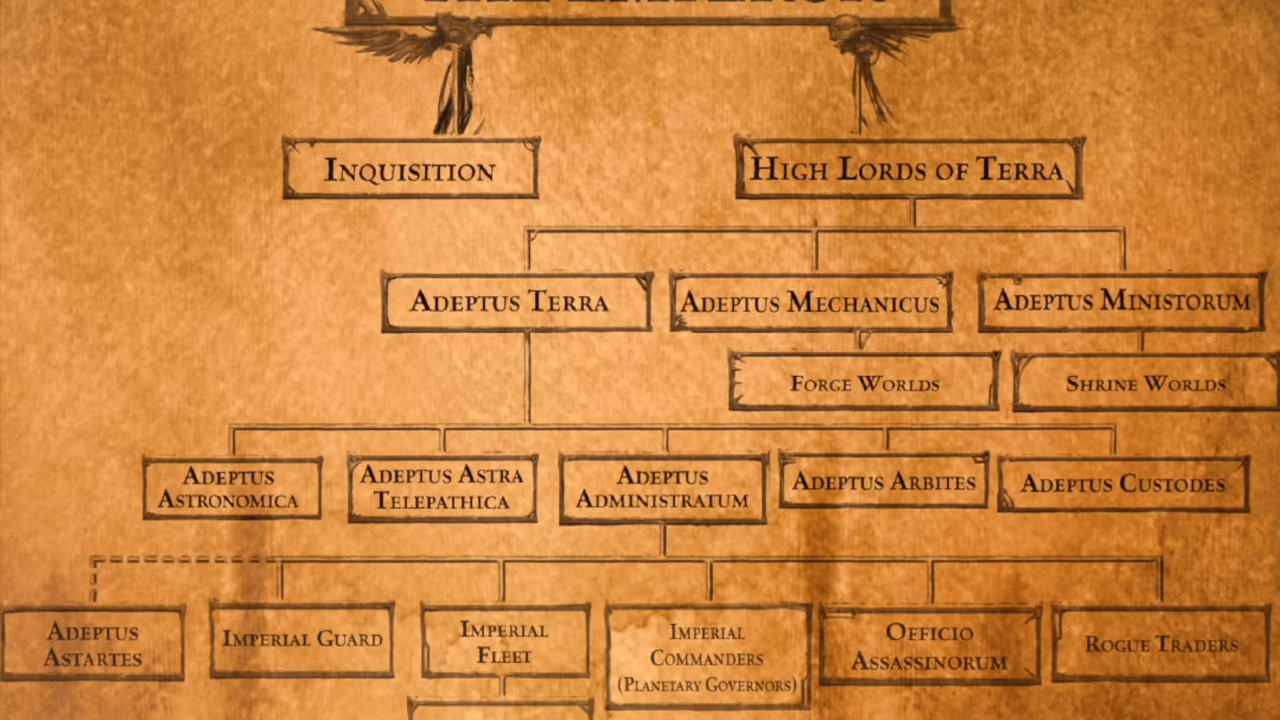 THE EMPEROR
INQUISITION
HIGH LORDS OF TERRA
ADEPTUS TERRA
ADEPTUS MECHANICUS
ADEPTUS MINISTORUM
FORGE WORLDS
SHRINE WORLDS
ADEPTUS
ASTRONOMICA
ADEPTUS ASTRA
TELEPATHICA
ADEPTUS
ADMINISTRATUM
ADEPTUS ARBITES
ADEPTUS CUSTODES
ADEPTUS
ASTARTES
IMPERIAL GUARD
IMPERIAL
FLEET
IMPERIAL
COMMANDERS
(PLANETARY GOVERNORS)
OFFICIO
ASSASSINORUM
ROGUE TRADERS